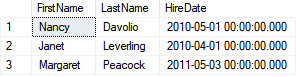 FirstName LastName HireDate
1 Nancy Davolio 2010-05-01 00:00:00.000
2 Janet Leverling 2010-04-01 00:00:00.000
3 Margaret Peacock 2011-05-03 00:00:00.000